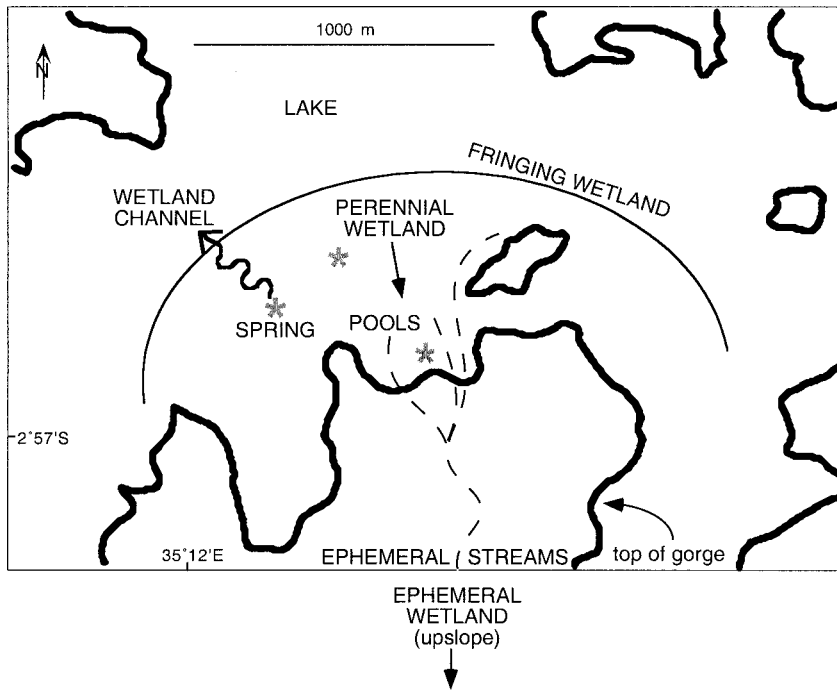 1000 m
N
LAKE
FRINGING WETLAND
WETLAND
CHANNEL
PERENNIAL
WETLAND
SPRING
POOLS
2°57'S
35°12'E
EPHEMERAL STREAMS
top of gorge
EPHEMERAL
WETLAND
(upslope)